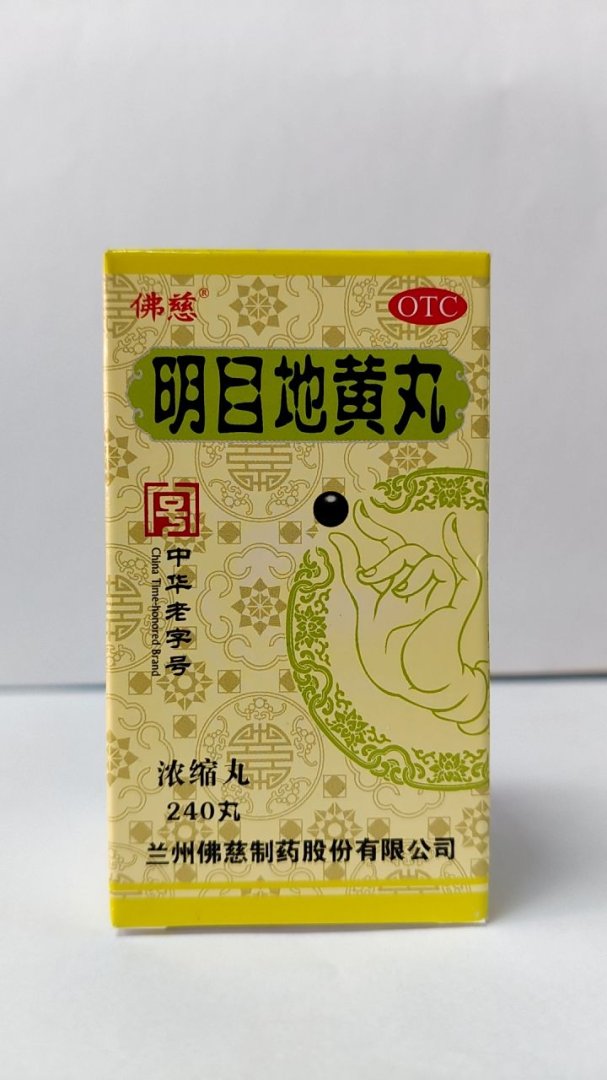 佛慈®
OTC
明目地黄丸
号
中华老字号
China Time-honored Brand
浓缩丸
240丸
兰州佛慈制药股份有限公司